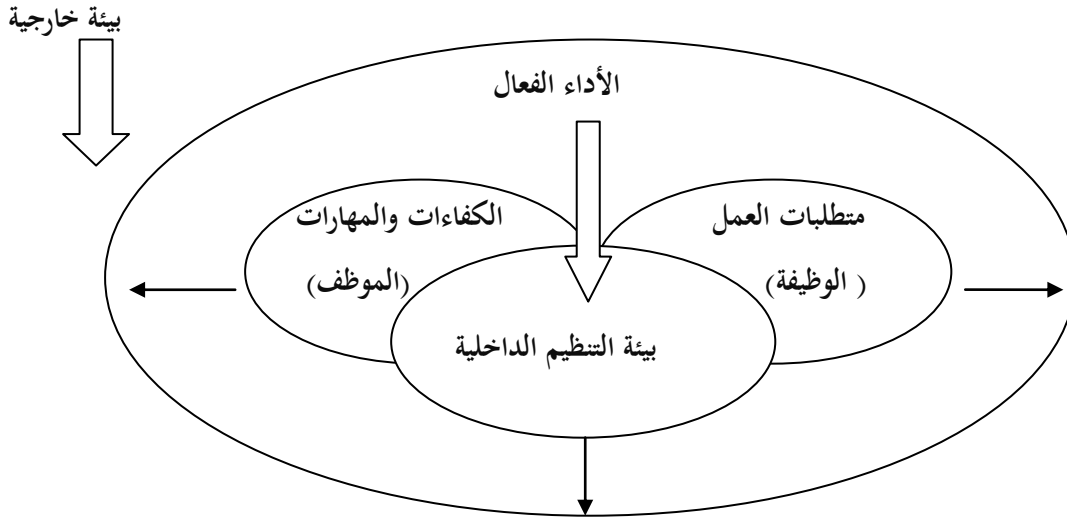 بيئة خارجية
الأداء الفعال
متطلبات العمل
( الوظيفة)
الكفاءات والمهارات
(الموظف)
بيئة التنظيم الداخلية